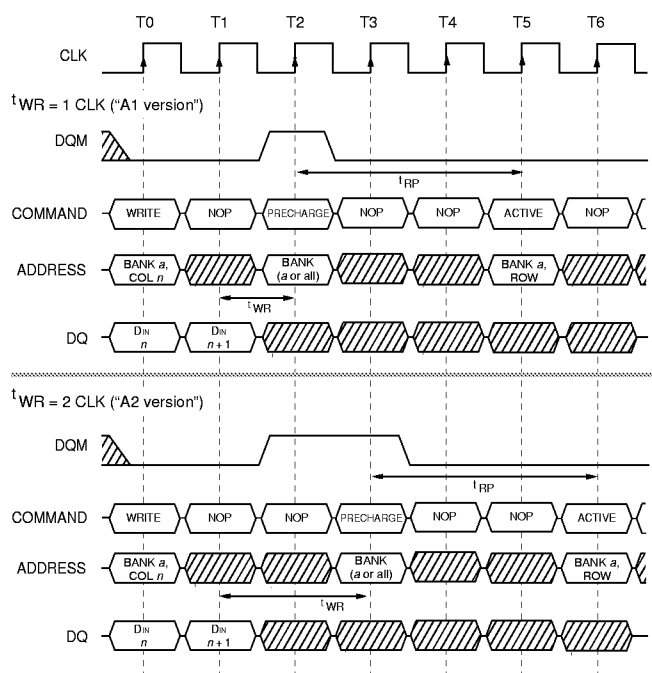 T0 T1 T2 T3 T4 T5 T6
CLK
tWR = 1 CLK (“A1 version”)
DQM
tRP
COMMAND WRITE NOP PRECHARGE NOP NOP ACTIVE NOP
ADDRESS BANK a, COL n BANK (a or all) BANK a, ROW
tWR
DQ DIN n DIN n + 1
tWR = 2 CLK (“A2 version”)
DQM
tRP
COMMAND WRITE NOP NOP PRECHARGE NOP NOP ACTIVE
ADDRESS BANK a, COL n BANK (a or all) BANK a, ROW
tWR
DQ DIN n DIN n + 1